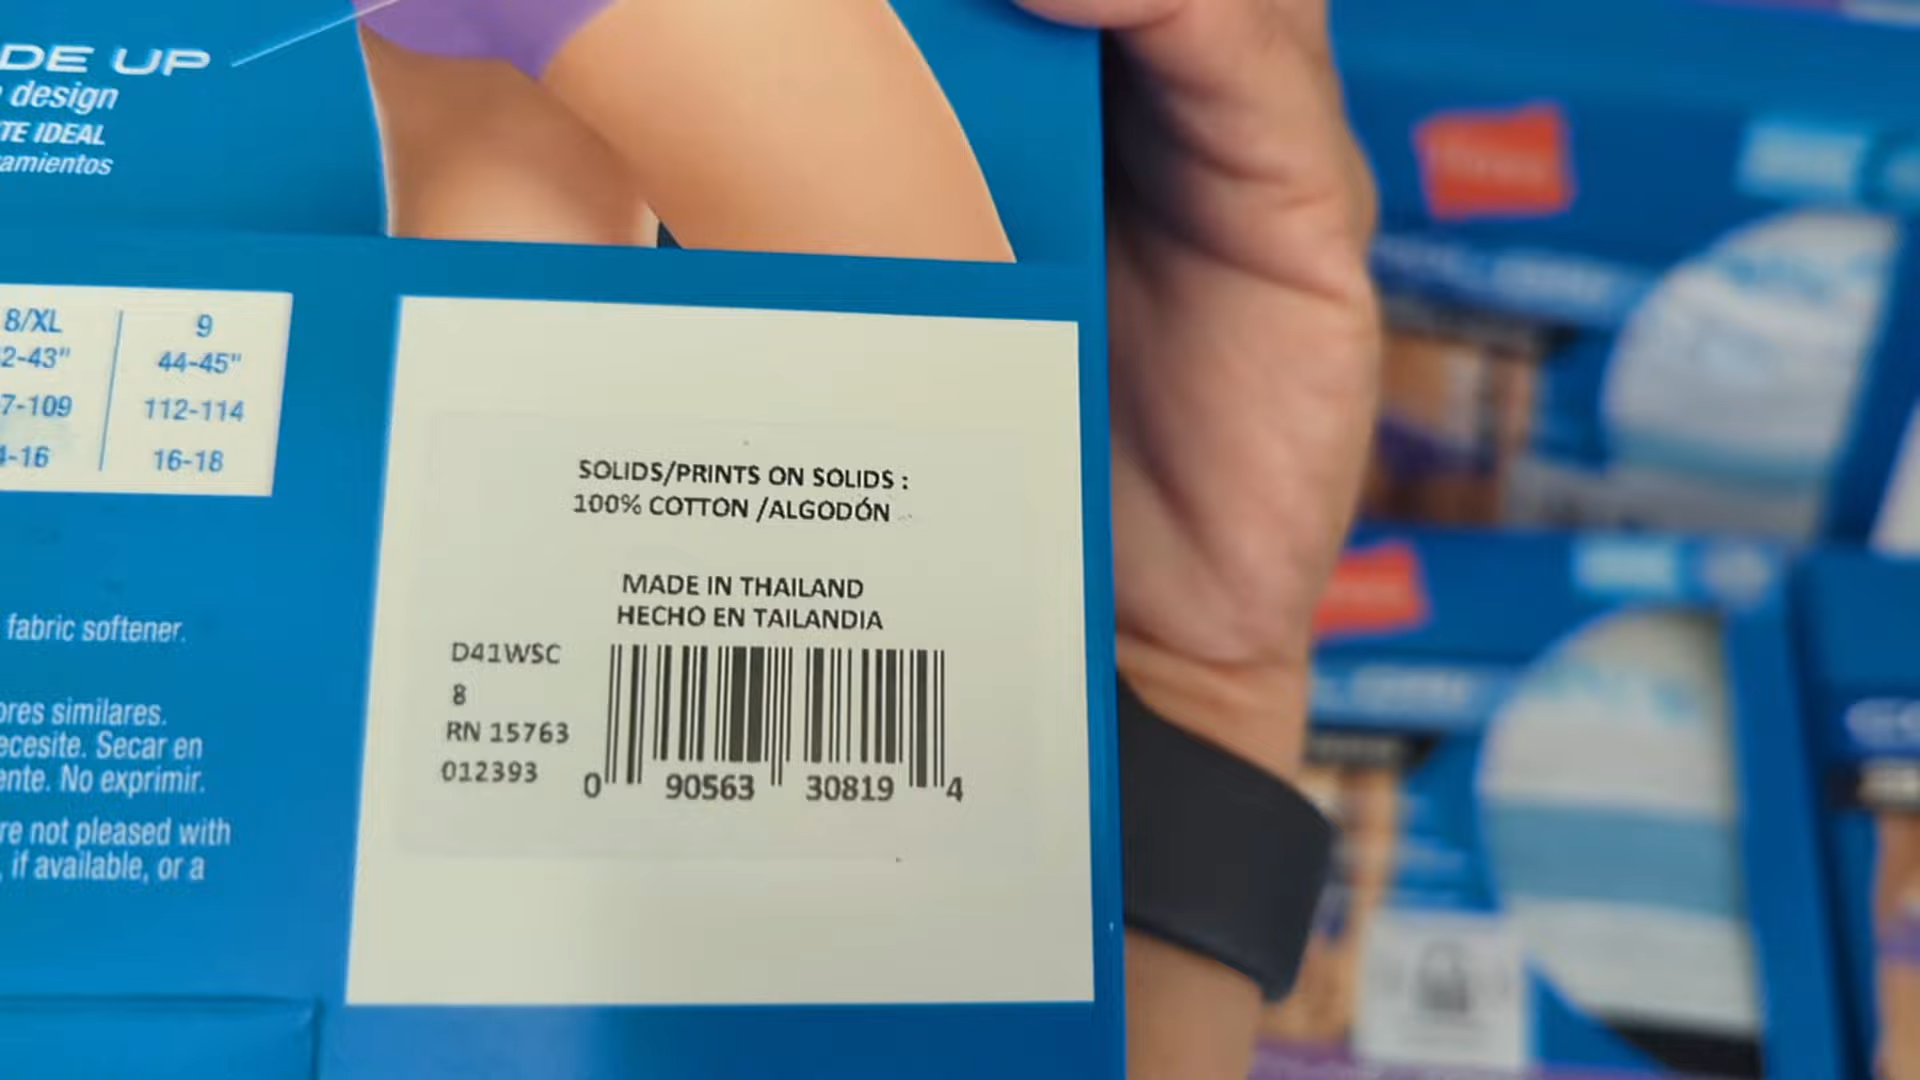 DE UP
design
TE IDEAL
amientos
8/XL 9
2-43" 44-45"
7-109 112-114
4-16 16-18
fabric softener.
ores similares.
ecesite. Secar en
ente. No exprimir.
re not pleased with
, if available, or a
SOLIDS/PRINTS ON SOLIDS :
100% COTTON /ALGODÓN
MADE IN THAILAND
HECHO EN TAILANDIA
D41WSC
8
RN 15763
012393
0 90563 30819 4